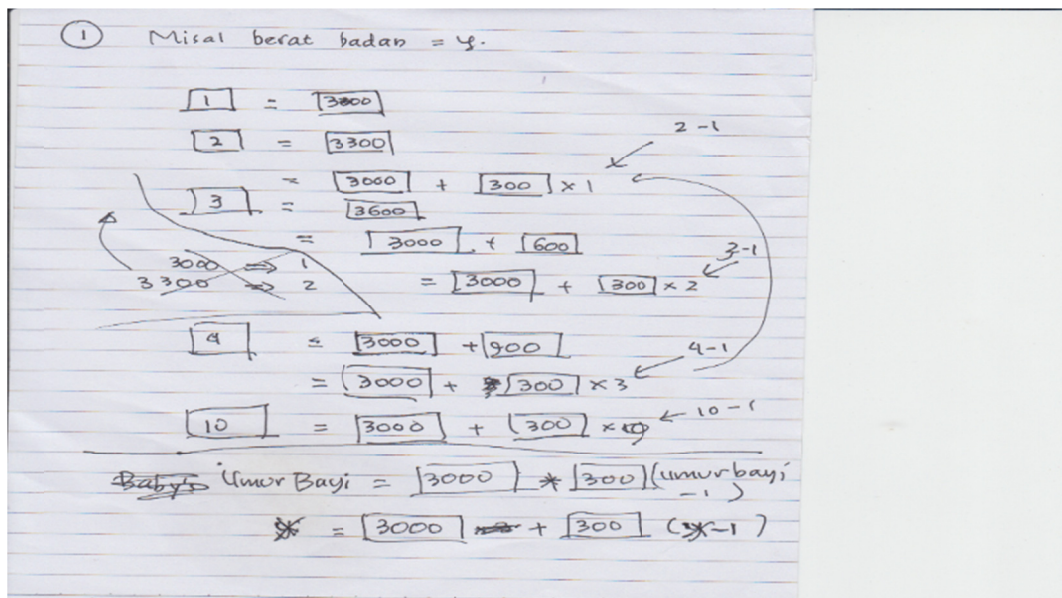 1 Misal berat badan = y.
1 = 3000
2 = 3300
2-1
= 3000 + 300 × 1
3 = 3600
= 3000 + 600
3-1
3000 ⇒ 1
3300 ⇒ 2
= 3000 + 300 × 2
4 = 3000 + 900
4-1
= 3000 + 300 × 3
10 = 3000 + 300 × 9 ← 10-1
Baby's Umur Bayi = 3000 * 300 (umur bayi -1)
x = 3000 + 300 (x-1)